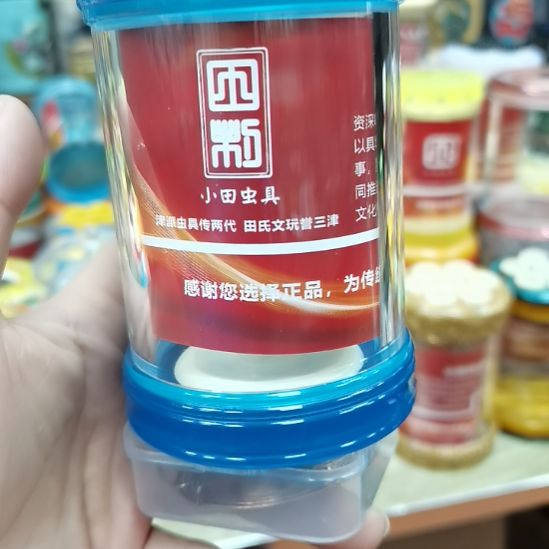 小田虫具
津源虫具传两代 田氏文玩誉三津
感谢您选择正品，为传
资深
以具
事，
同推
文化